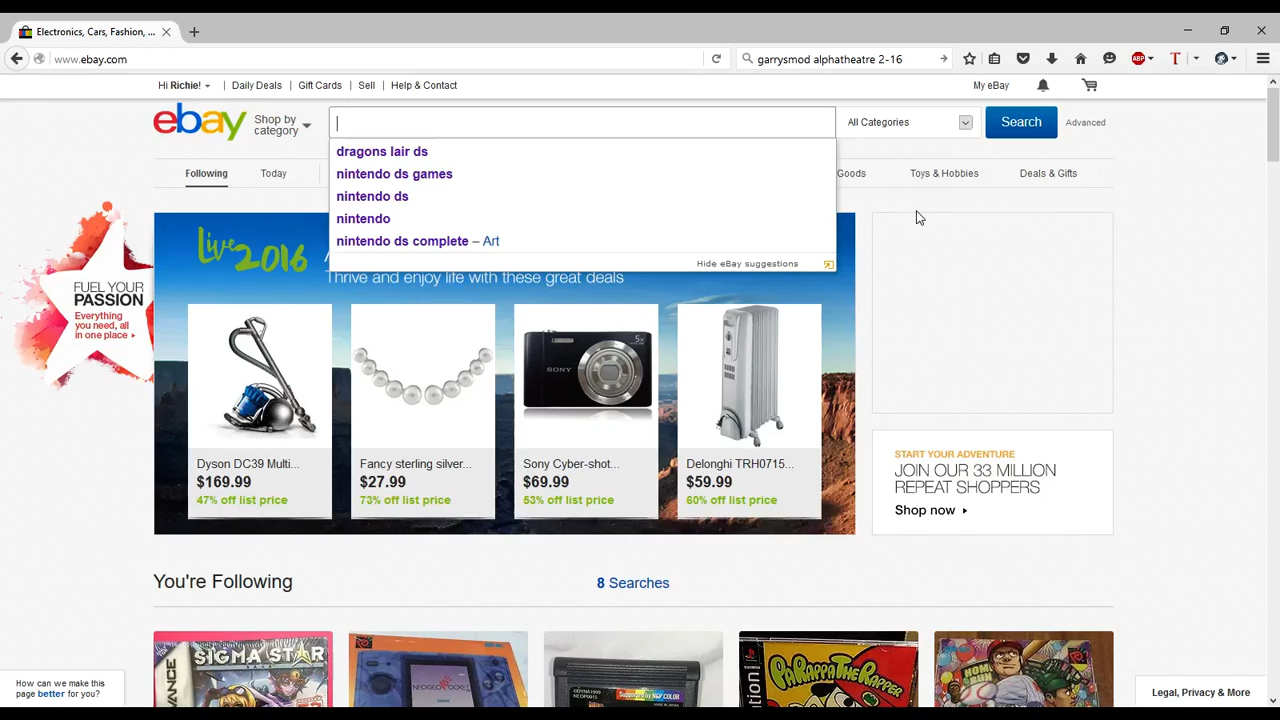 Electronics, Cars, Fashion, ...
www.ebay.com
garrysmod alphatheatre 2-16
ABP
T
Hi Richie!
Daily Deals
Gift Cards
Sell
Help & Contact
My eBay
ebay
Shop by
category
All Categories
Search
Advanced
dragons lair ds
nintendo ds games
nintendo ds
nintendo
nintendo ds complete – Art
Hide eBay suggestions
Following
Today
Goods
Toys & Hobbies
Deals & Gifts
Live 2016
Thrive and enjoy life with these great deals
FUEL YOUR
PASSION
Everything
you need, all
in one place
SONY
5x
Dyson DC39 Multi...
$169.99
47% off list price
Fancy sterling silver...
$27.99
73% off list price
Sony Cyber-shot...
$69.99
53% off list price
Delonghi TRH0715...
$59.99
60% off list price
START YOUR ADVENTURE
JOIN OUR 33 MILLION
REPEAT SHOPPERS
Shop now
You're Following
8 Searches
SIGMA STAR
PARAPPA THE RAPPER
How can we make this
page better for you?
Legal, Privacy & More